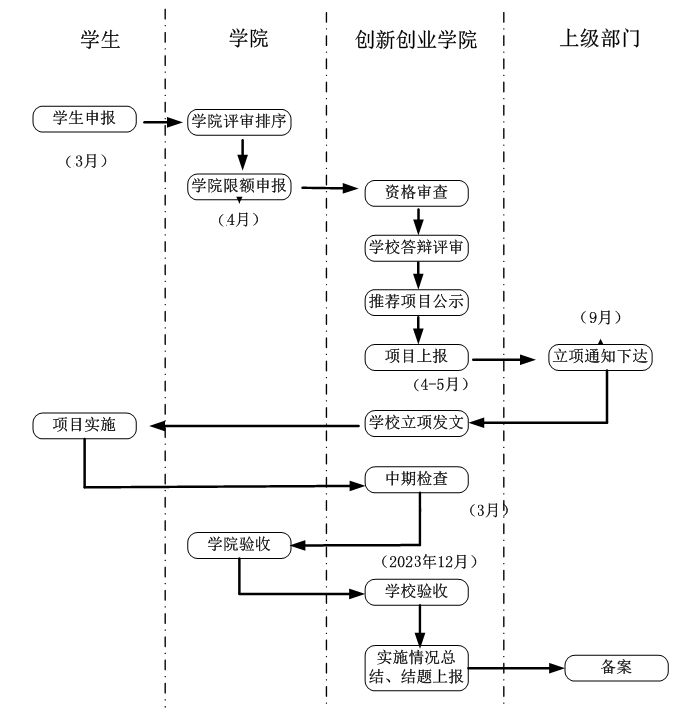 学生
学院
创新创业学院
上级部门
学生申报
（3月）
学院评审排序
学院限额申报
（4月）
资格审查
学校答辩评审
推荐项目公示
项目上报
（4-5月）
（9月）
立项通知下达
学校立项发文
项目实施
中期检查
（3月）
学院验收
（2023年12月）
学校验收
实施情况总
结、结题上报
备案